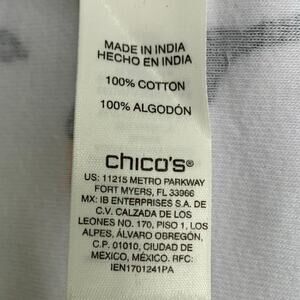 MADE IN INDIA
HECHO EN INDIA
100% COTTON
100% ALGODÓN
chico's®
US: 11215 METRO PARKWAY
FORT MYERS, FL 33966
MX: IB ENTERPRISES S.A. DE
C.V. CALZADA DE LOS
LEONES NO. 170, PISO 1, LOS
ALPES, ÁLVARO OBREGÓN,
C.P. 01010, CIUDAD DE
MEXICO, MÉXICO. RFC:
IEN1701241PA